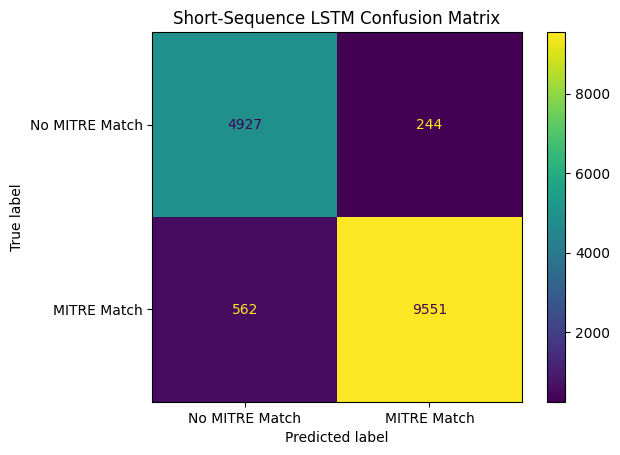 Short-Sequence LSTM Confusion Matrix
No MITRE Match
4927
244
MITRE Match
562
9551
True label
No MITRE Match
MITRE Match
Predicted label
8000
6000
4000
2000